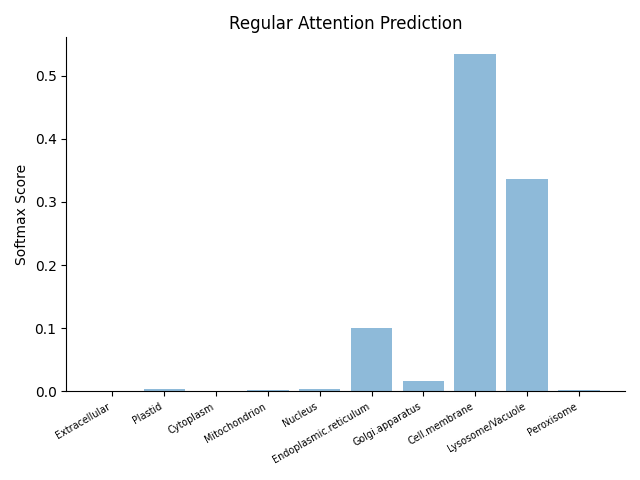 Regular Attention Prediction
Softmax Score
0.5
0.4
0.3
0.2
0.1
0.0
Extracellular
Plastid
Cytoplasm
Mitochondrion
Nucleus
Endoplasmic.reticulum
Golgi.apparatus
Cell.membrane
Lysosome/Vacuole
Peroxisome